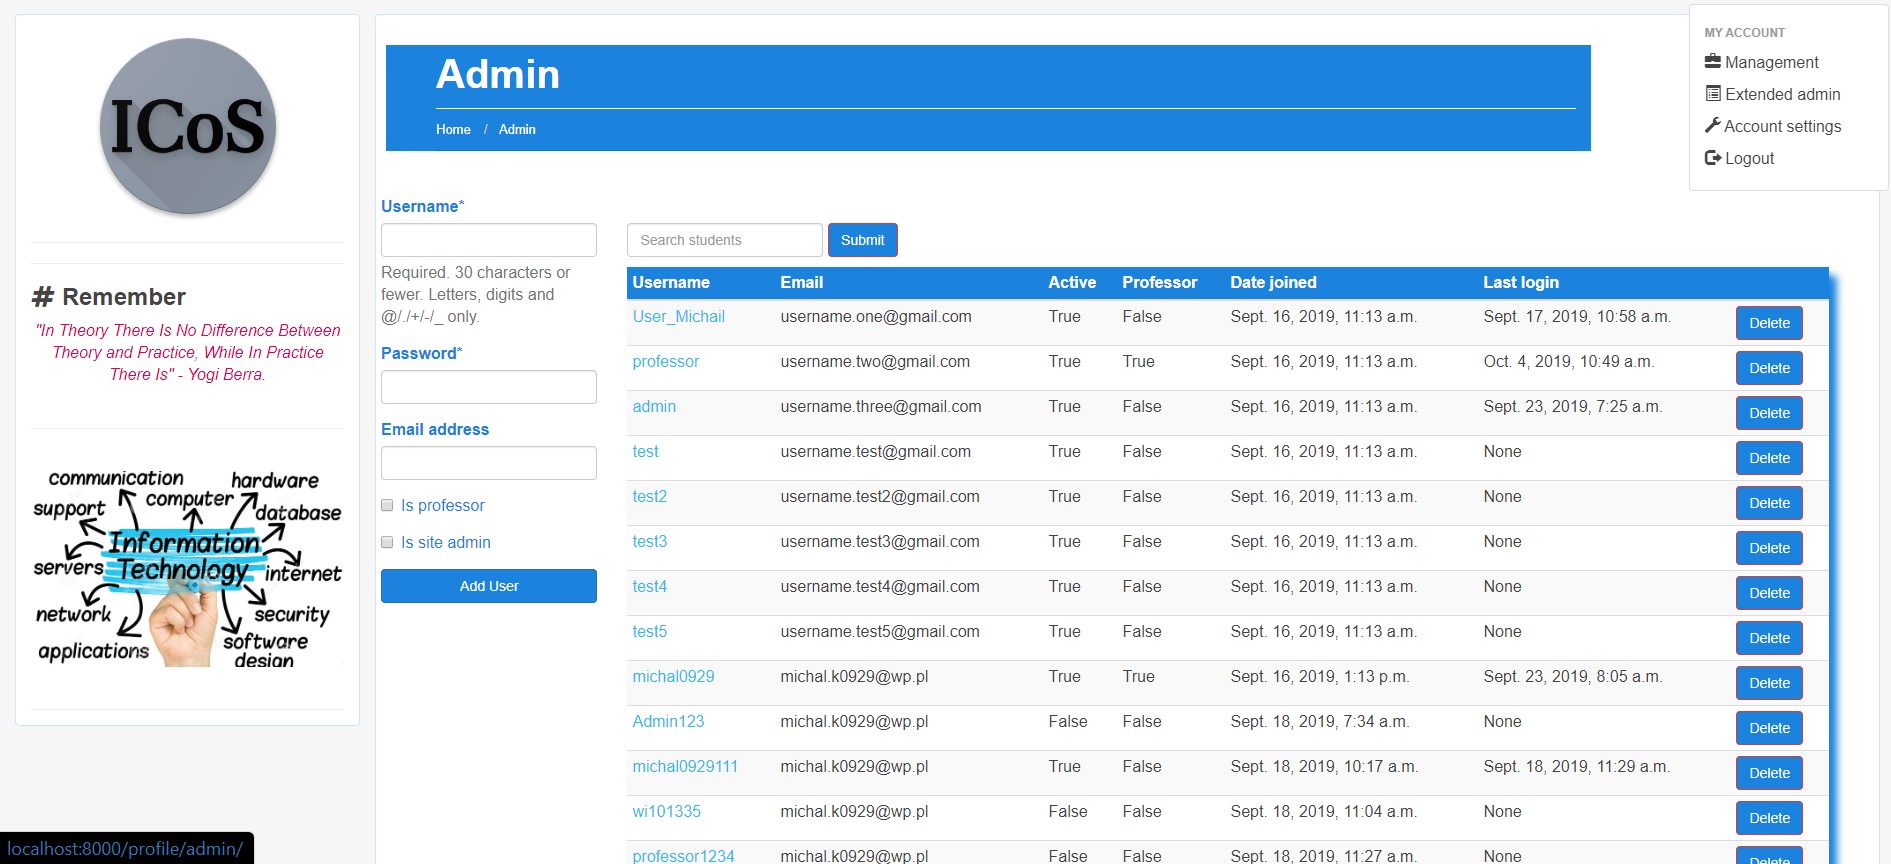 ICoS
# Remember
"In Theory There Is No Difference Between
Theory and Practice, While In Practice
There Is" - Yogi Berra.
communication
hardware
computer
support
database
Information
Technology
servers
internet
network
security
software
design
applications
Admin
Home / Admin
MY ACCOUNT
Management
Extended admin
Account settings
Logout
Username*
Required. 30 characters or
fewer. Letters, digits and
@/./+/-/_ only.
Password*
Email address
Is professor
Is site admin
Add User
Search students Submit
Username Email Active Professor Date joined Last login
User_Michail username.one@gmail.com True False Sept. 16, 2019, 11:13 a.m. Sept. 17, 2019, 10:58 a.m. Delete
professor username.two@gmail.com True True Sept. 16, 2019, 11:13 a.m. Oct. 4, 2019, 10:49 a.m. Delete
admin username.three@gmail.com True False Sept. 16, 2019, 11:13 a.m. Sept. 23, 2019, 7:25 a.m. Delete
test username.test@gmail.com True False Sept. 16, 2019, 11:13 a.m. None Delete
test2 username.test2@gmail.com True False Sept. 16, 2019, 11:13 a.m. None Delete
test3 username.test3@gmail.com True False Sept. 16, 2019, 11:13 a.m. None Delete
test4 username.test4@gmail.com True False Sept. 16, 2019, 11:13 a.m. None Delete
test5 username.test5@gmail.com True False Sept. 16, 2019, 11:13 a.m. None Delete
michal0929 michal.k0929@wp.pl True True Sept. 16, 2019, 1:13 p.m. Sept. 23, 2019, 8:05 a.m. Delete
Admin123 michal.k0929@wp.pl False False Sept. 18, 2019, 7:34 a.m. None Delete
michal0929111 michal.k0929@wp.pl True False Sept. 18, 2019, 10:17 a.m. Sept. 18, 2019, 11:29 a.m. Delete
wi101335 michal.k0929@wp.pl False False Sept. 18, 2019, 11:04 a.m. None Delete
professor1234 michal.k0929@wp.pl False False Sept. 18, 2019, 11:27 a.m. None Delete
localhost:8000/profile/admin/